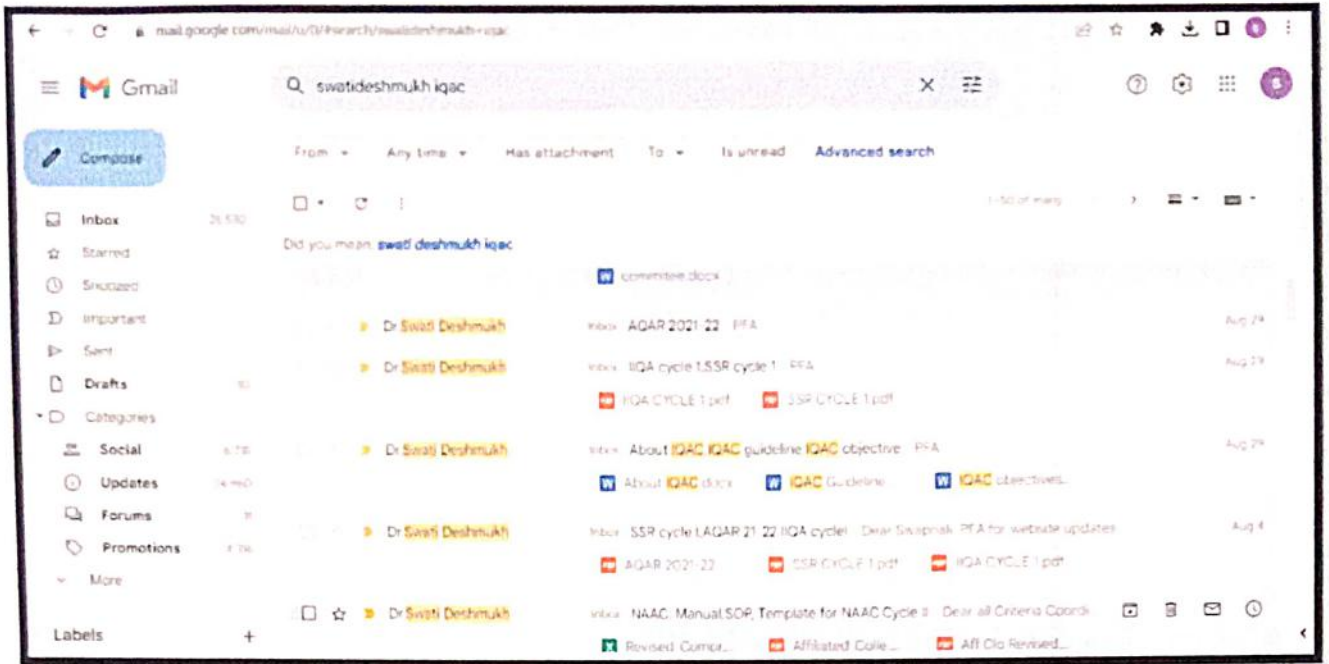 mail.google.com/mail/u/0/#search/swatideshmukh+iqac
Gmail
swatideshmukh iqac
Compose
From Any time Has attachment To Is unread Advanced search
Inbox
1-50 of many
Did you mean: swati deshmukh iqac
Starred
commitee.docx
Snoozed
Important
Dr Swati Deshmukh Inbox AQAR 2021-22 PFA Aug 29
Sent
Dr Swati Deshmukh Inbox IIQA cycle 1.SSR cycle 1 PFA Aug 29
Drafts
IIQA CYCLE 1.pdf SSR CYCLE 1.pdf
Categories
Social
Dr Swati Deshmukh Inbox About IQAC IQAC guideline IQAC objective PFA Aug 29
Updates
About IQAC.docx IQAC Guideline IQAC objectives...
Forums
Dr Swati Deshmukh Inbox SSR cycle I.AQAR 21-22.IIQA cycleI Dear Swapnali PFA for website updates Aug 4
Promotions
AQAR 2021-22 SSR CYCLE 1.pdf IIQA CYCLE 1.pdf
More
Dr Swati Deshmukh Inbox NAAC, Manual.SOP, Template for NAAC Cycle Dear all Criteria Coordi
Labels +
Revised Compr... Affiliated Colle... Aff Clg Revised...